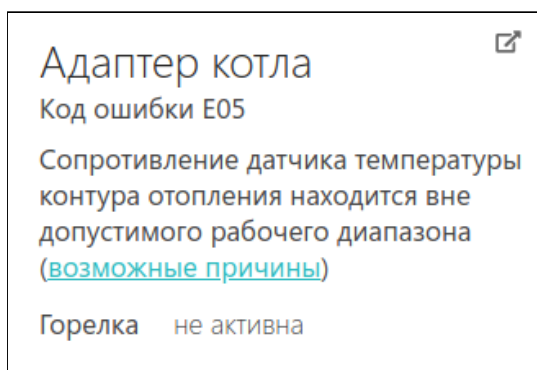 Адаптер котла
Код ошибки E05
Сопротивление датчика температуры
контура отопления находится вне
допустимого рабочего диапазона
(возможные причины)
Горелка не активна